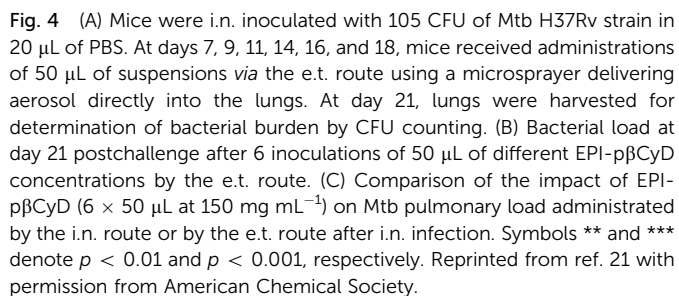 Fig. 4 (A) Mice were i.n. inoculated with 105 CFU of Mtb H37Rv strain in
20 μL of PBS. At days 7, 9, 11, 14, 16, and 18, mice received administrations
of 50 μL of suspensions via the e.t. route using a microsprayer delivering
aerosol directly into the lungs. At day 21, lungs were harvested for
determination of bacterial burden by CFU counting. (B) Bacterial load at
day 21 postchallenge after 6 inoculations of 50 μL of different EPI-pβCyD
concentrations by the e.t. route. (C) Comparison of the impact of EPI-
pβCyD (6 × 50 μL at 150 mg mL⁻¹) on Mtb pulmonary load administrated
by the i.n. route or by the e.t. route after i.n. infection. Symbols ** and ***
denote p < 0.01 and p < 0.001, respectively. Reprinted from ref. 21 with
permission from American Chemical Society.